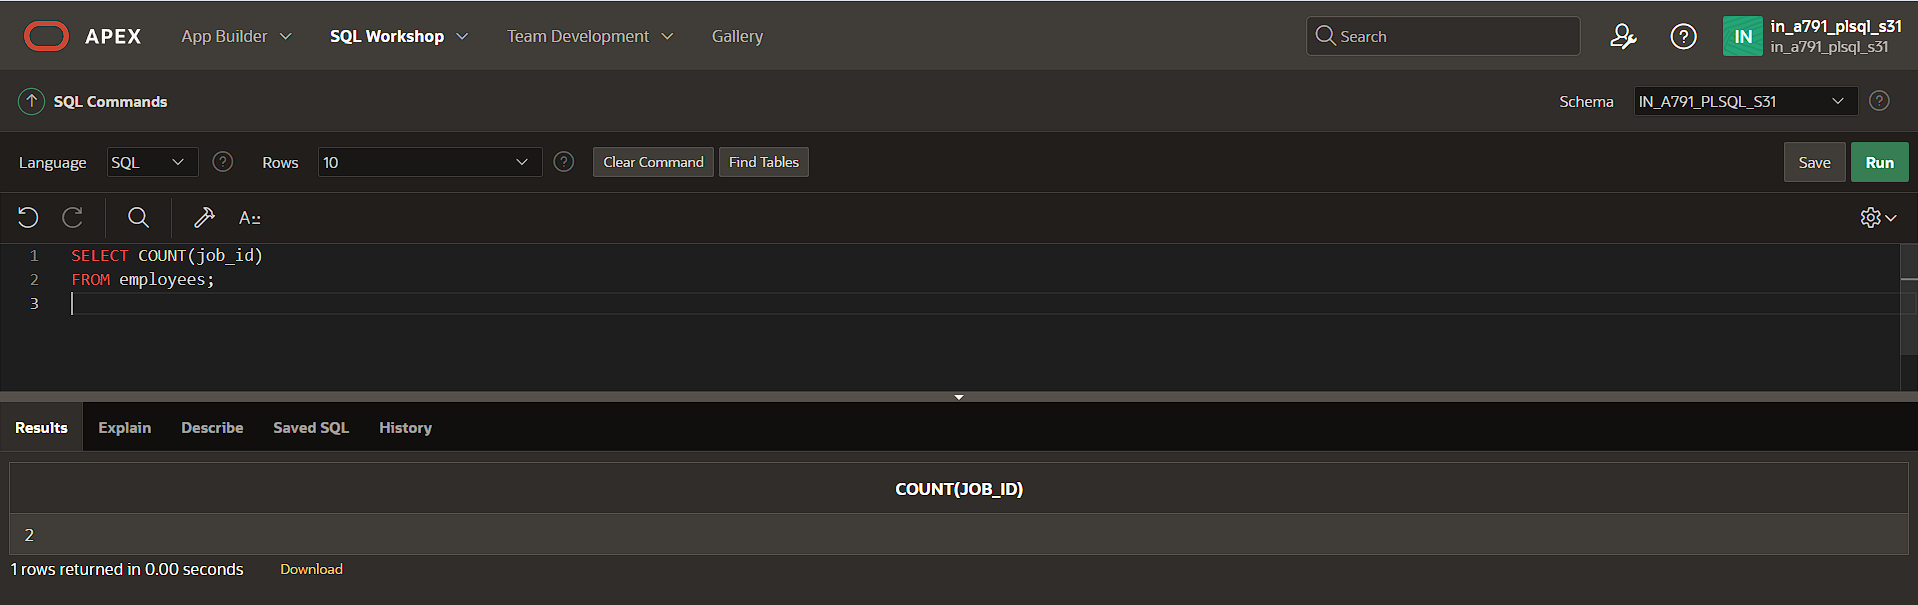 APEX App Builder SQL Workshop Team Development Gallery Search IN in_a791_plsql_s31
in_a791_plsql_s31
SQL Commands Schema IN_A791_PLSQL_S31 ?
Language SQL ? Rows 10 ? Clear Command Find Tables Save Run
A::
1 SELECT COUNT(job_id)
2 FROM employees;
3
Results Explain Describe Saved SQL History
COUNT(JOB_ID)
2
1 rows returned in 0.00 seconds Download